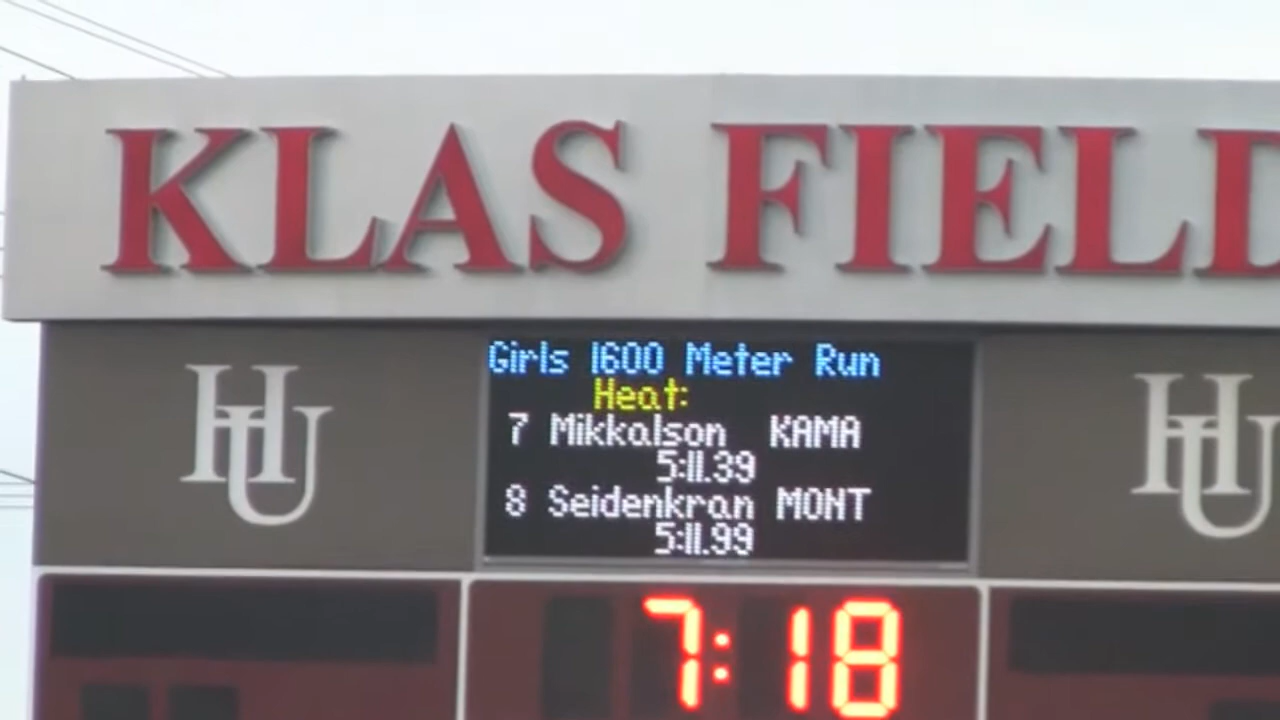 KLAS FIELD
HU
HU
Girls 1600 Meter Run
Heat:
7 Mikkalson KAMA
5:11.39
8 Seidenkran MONT
5:11.99
7:18